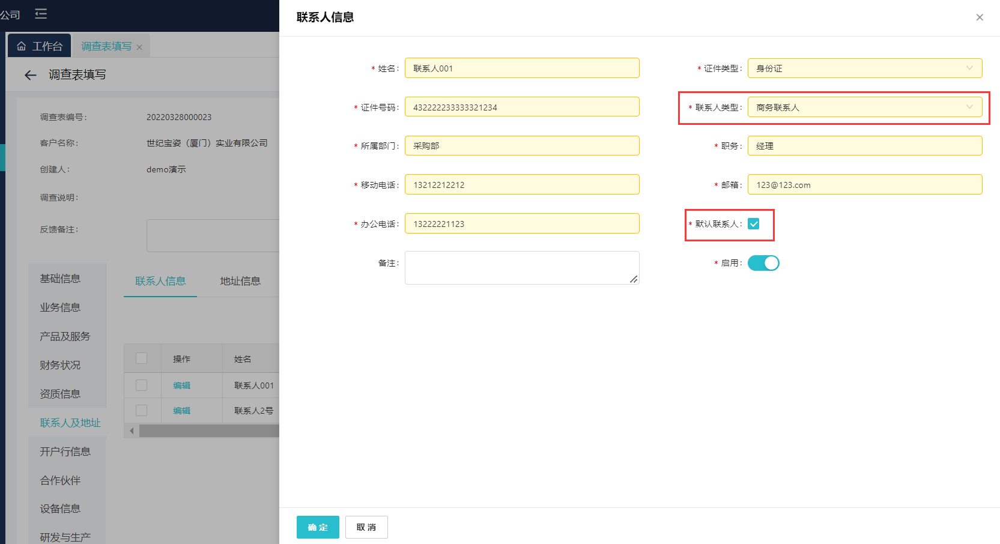 公司
工作台
调查表填写
调查表填写
调查表编号：
20220328000023
客户名称：
世纪宝姿（厦门）实业有限公司
创建人：
demo演示
调查说明：
反馈备注：
基础信息
业务信息
产品及服务
财务状况
资质信息
联系人及地址
开户行信息
合作伙伴
设备信息
研发与生产
联系人信息
地址信息
操作
姓名
编辑
联系人001
编辑
联系人2号
联系人信息
* 姓名：
联系人001
* 证件类型：
身份证
* 证件号码：
432222233333321234
* 联系人类型：
商务联系人
* 所属部门：
采购部
* 职务：
经理
* 移动电话：
13212212212
* 邮箱：
123@123.com
* 办公电话：
13222221123
* 默认联系人：
备注：
* 启用：
确 定
取 消